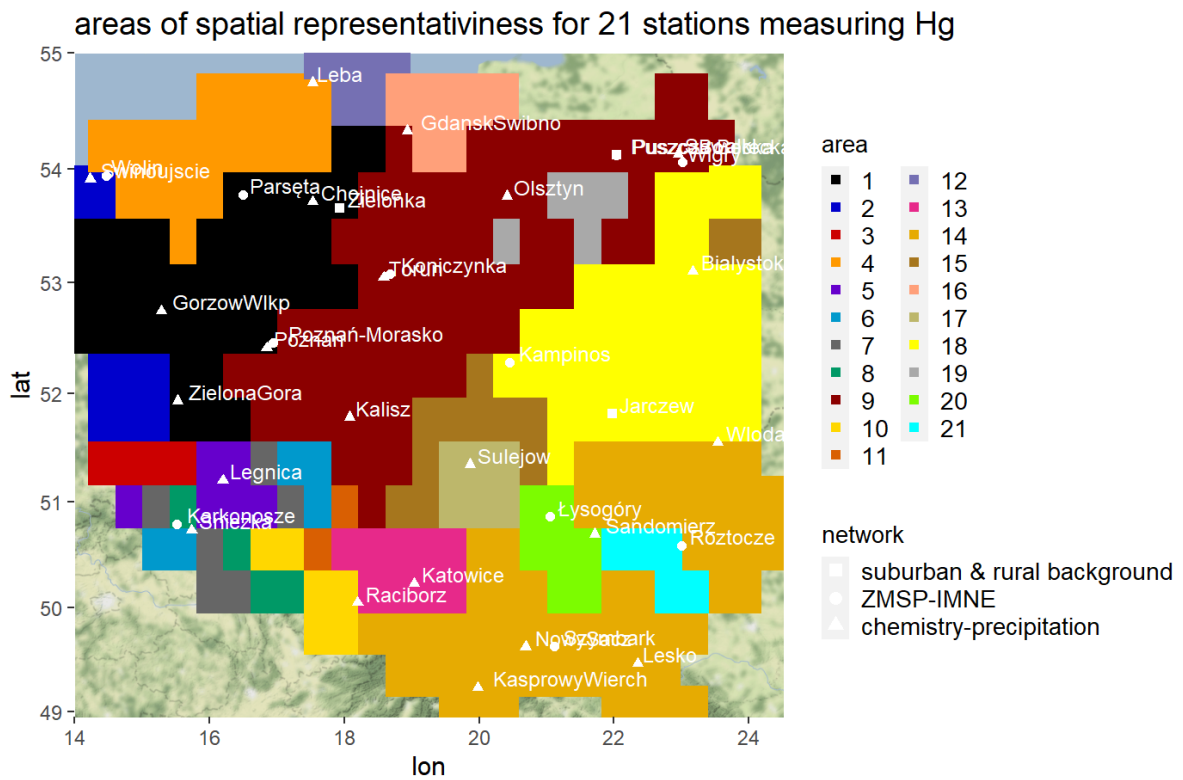 areas of spatial representativiness for 21 stations measuring Hg
55
54
53
52
51
50
49
lat
14
16
18
20
22
24
lon
Leba
GdanskSwibno
Wolin
Swinoujscie
Parsęta
Chojnice
Zielonka
Olsztyn
Wigry
Koniczynka
Torun
Bialystok
GorzowWlkp
Poznań-Morasko
Poznan
Kampinos
ZielonaGora
Kalisz
Jarczew
Wloda
Legnica
Sulejow
Karkonosze
Sniezka
Łysogóry
Sandomierz
Roztocze
Katowice
Raciborz
NowySacz
Szymbark
Lesko
KasprowyWierch
area
1
2
3
4
5
6
7
8
9
10
11
12
13
14
15
16
17
18
19
20
21
network
suburban & rural background
ZMSP-IMNE
chemistry-precipitation